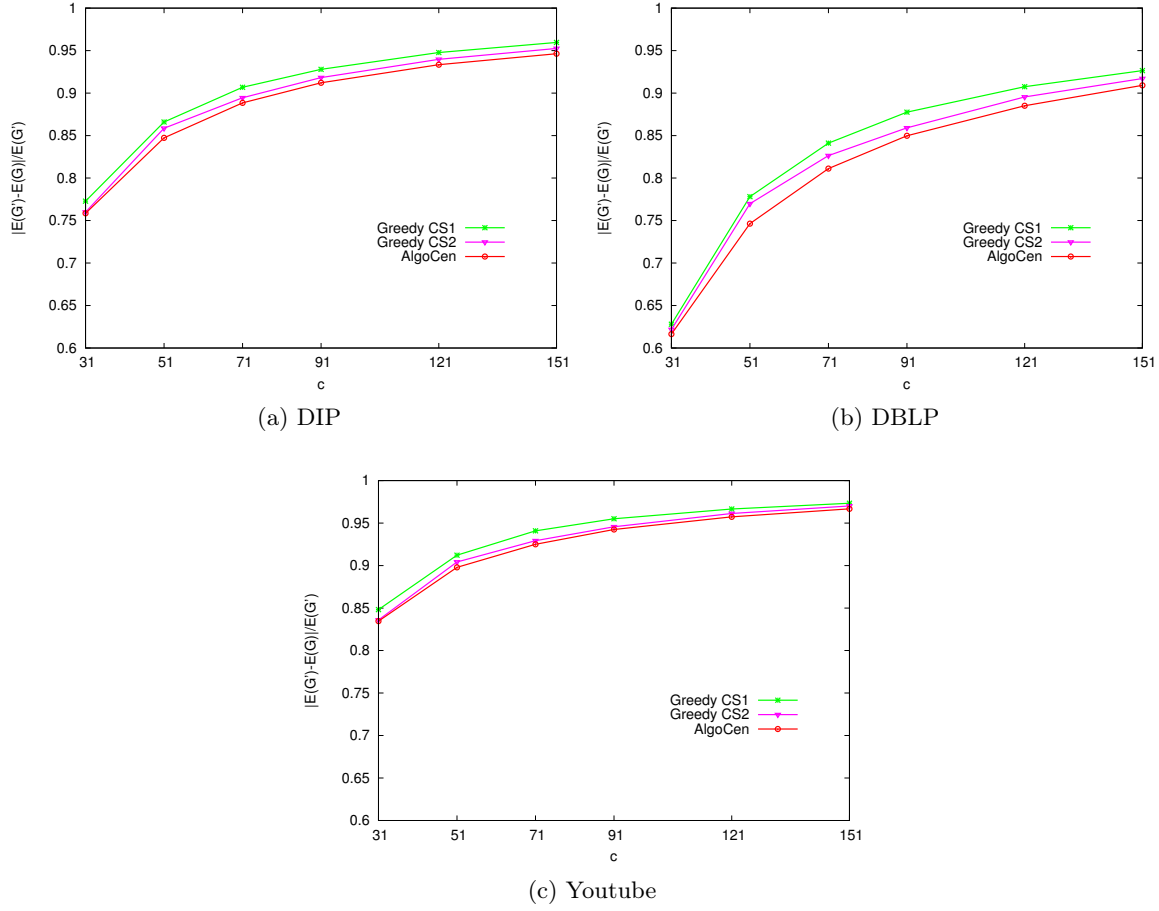 1
0.95
0.9
0.85
0.8
0.75
0.7
0.65
0.6
|E(G')-E(G)|/E(G')
Greedy CS1
Greedy CS2
AlgoCen
31 51 71 91 121 151
c
(a) DIP
1
0.95
0.9
0.85
0.8
0.75
0.7
0.65
0.6
|E(G')-E(G)|/E(G')
Greedy CS1
Greedy CS2
AlgoCen
31 51 71 91 121 151
c
(b) DBLP
1
0.95
0.9
0.85
0.8
0.75
0.7
0.65
0.6
|E(G')-E(G)|/E(G')
Greedy CS1
Greedy CS2
AlgoCen
31 51 71 91 121 151
c
(c) Youtube